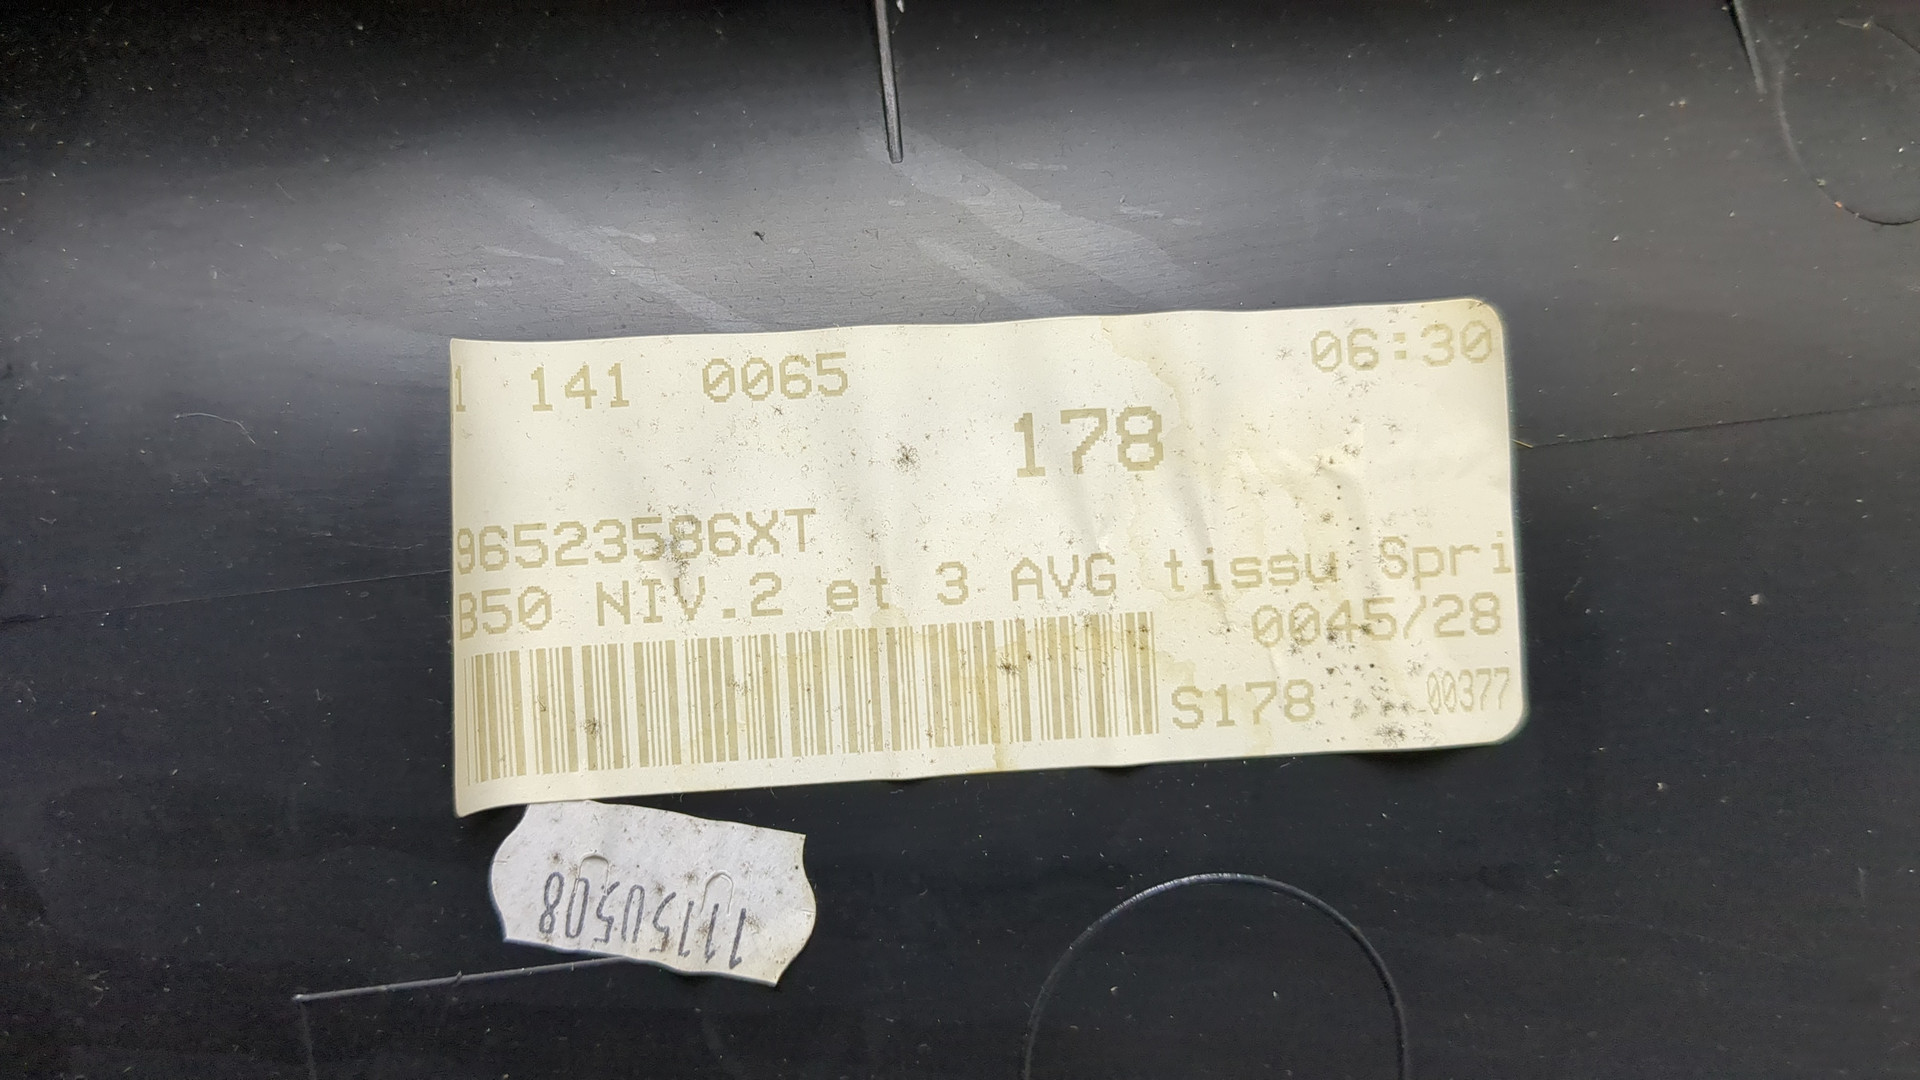 1 141 0065 06:30
178
96523586XT
B50 NIV.2 et 3 AVG tissu Spri
0045/28
S178 00377